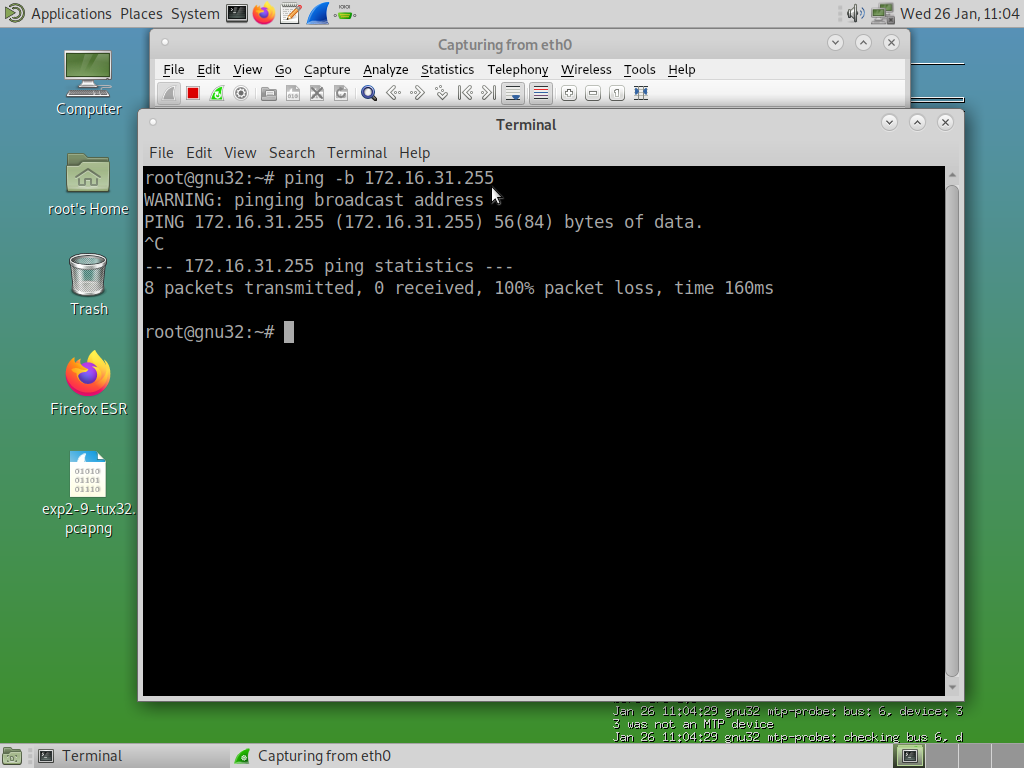 Applications Places System Wed 26 Jan, 11:04
Capturing from eth0
File Edit View Go Capture Analyze Statistics Telephony Wireless Tools Help
Computer
root's Home
Trash
Firefox ESR
01010
01101
01110
exp2-9-tux32.
pcapng
Terminal
File Edit View Search Terminal Help
root@gnu32:~# ping -b 172.16.31.255
WARNING: pinging broadcast address
PING 172.16.31.255 (172.16.31.255) 56(84) bytes of data.
^C
--- 172.16.31.255 ping statistics ---
8 packets transmitted, 0 received, 100% packet loss, time 160ms
root@gnu32:~#
Jan 26 11:04:29 gnu32 mtp-probe: bus: 6, device: 3
3 was not an MTP device
Jan 26 11:04:29 gnu32 mtp-probe: checking bus 6, d
Terminal Capturing from eth0